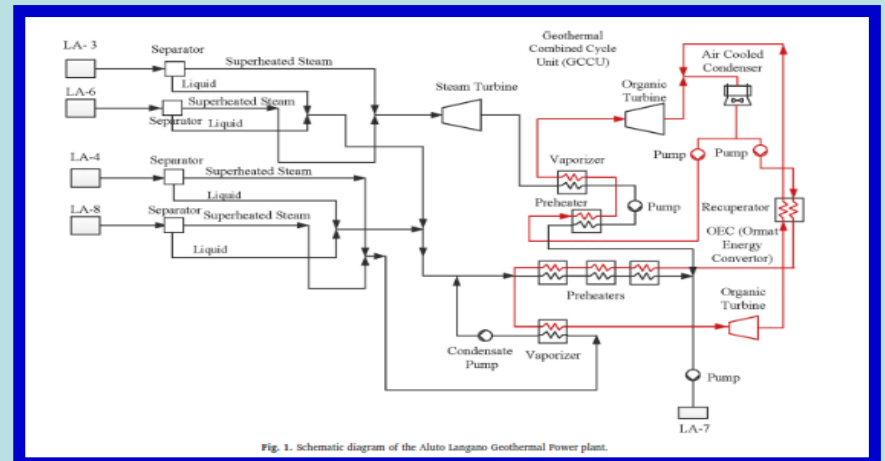 LA- 3
Separator
Superheated Steam
Liquid
LA-6
Superheated Steam
Separator
Liquid
LA-4
Separator
Superheated Steam
Liquid
LA-8
Separator
Superheated Steam
Liquid
Steam Turbine
Geothermal
Combined Cycle
Unit (GCCU)
Air Cooled
Condenser
Organic
Turbine
Vaporizer
Pump
Pump
Preheater
Pump
Recuperator
OEC (Ormat
Energy
Convertor)
Preheaters
Organic
Turbine
Condensate
Pump
Vaporizer
Pump
LA-7
Fig. 1. Schematic diagram of the Aluto Langano Geothermal Power plant.